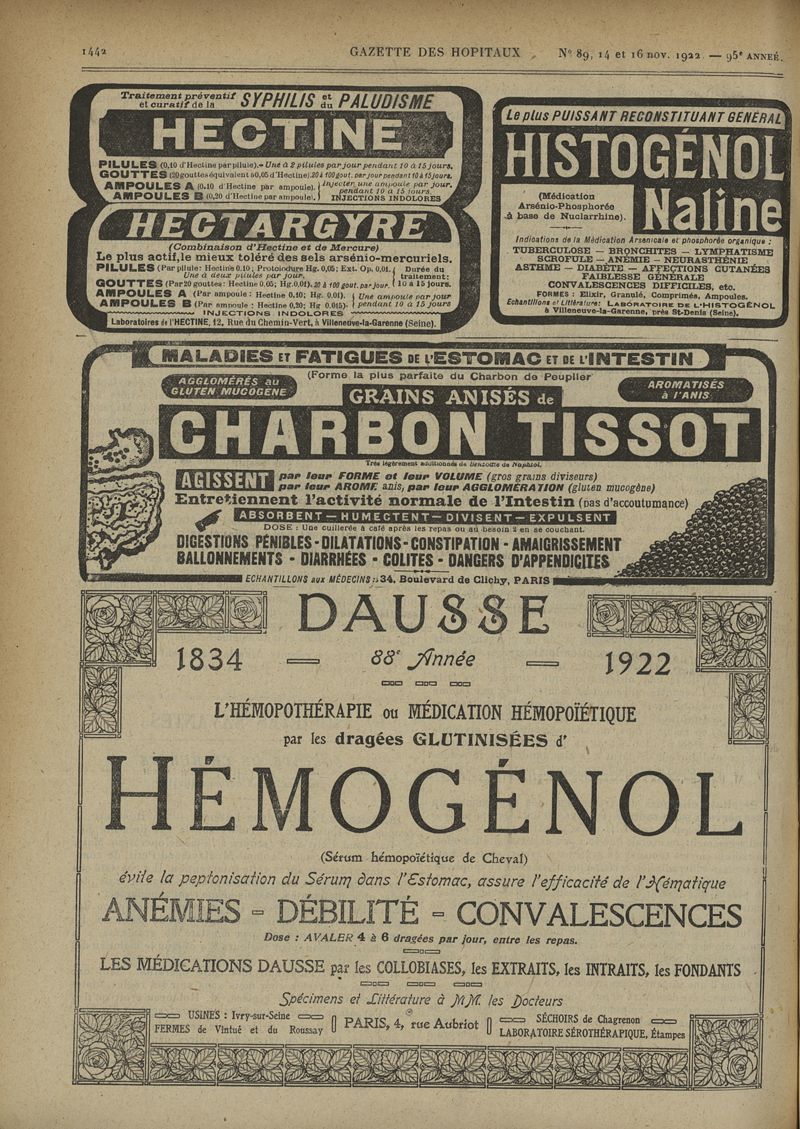 1442
GAZETTE DES HOPITAUX
Nº 89, 14 et 16 nov. 1922 — 95e ANNEÉ.
Traitement préventif et curatif de la SYPHILIS et du PALUDISME
HECTINE
PILULES (0,10 d'Hectine par pilule).- Une à 2 pilules par jour pendant 10 à 15 jours.
GOUTTES (20 gouttes équivalent à 0,05 d'Hectine) 20 à 100 gout. par jour pendant 10 à 15 jours.
AMPOULES A (0.10 d'Hectine par ampoule).
AMPOULES B (0,20 d'Hectine par ampoule).
Injecter une ampoule par jour.
pendant 10 à 15 jours.
INJECTIONS INDOLORES
HECTARGYRE
(Combinaison d'Hectine et de Mercure)
Le plus actif, le mieux toléré des sels arsénio-mercuriels.
PILULES (Par pilule: Hectine 0.10; Protoiodure Hg. 0,05; Ext. Op. 0,01.
Une à deux pilules par jour.
GOUTTES (Par 20 gouttes: Hectine 0,05; Hg. 0,01). 20 à 100 gout. par jour.
Durée du
traitement:
10 à 15 jours.
AMPOULES A (Par ampoule : Hectine 0,10; Hg. 0.01).
AMPOULES B (Par ampoule : Hectine 0,20; Hg 0,015).
Une ampoule par jour
pendant 10 à 15 jours
INJECTIONS INDOLORES
Laboratoires de l'HECTINE, 12, Rue du Chemin-Vert, à Villeneuve-la-Garenne (Seine).
Le plus PUISSANT RECONSTITUANT GÉNÉRAL
HISTOGÉNOL
(Médication
Arsénio-Phosphorée
à base de Nuclarrhine).
Naline
Indications de la Médication Arsenicale et phosphorée organique :
TUBERCULOSE — BRONCHITES — LYMPHATISME
SCROFULE — ANÉMIE — NEURASTHÉNIE
ASTHME — DIABÈTE — AFFECTIONS CUTANÉES
FAIBLESSE GÉNÉRALE
CONVALESCENCES DIFFICILES, etc.
FORMES : Elixir, Granulé, Comprimés, Ampoules.
Echantillons et Littérature: LABORATOIRE DE L'HISTOGÉNOL
à Villeneuve-la-Garenne, près St-Denis (Seine).
MALADIES ET FATIGUES DE L'ESTOMAC ET DE L'INTESTIN
AGGLOMÉRÉS au
GLUTEN MUCOGÈNE
(Forme la plus parfaite du Charbon de Peuplier
AROMATISÉS
à l'ANIS
GRAINS ANISÉS de
CHARBON TISSOT
Très légèrement additionnés de Benzoate de Naphtol.
AGISSENT
par leur FORME et leur VOLUME (gros grains diviseurs)
par leur AROME anis, par leur AGGLOMÉRATION (gluten mucogène)
Entretiennent l'activité normale de l'Intestin (pas d'accoutumance)
ABSORBENT — HUMECTENT — DIVISENT — EXPULSENT
DOSE : Une cuillerée à café après les repas ou au besoin 2 en se couchant.
DIGESTIONS PÉNIBLES - DILATATIONS - CONSTIPATION - AMAIGRISSEMENT
BALLONNEMENTS - DIARRHÉES - COLITES - DANGERS D'APPENDICITES
ECHANTILLONS aux MÉDECINS : 34, Boulevard de Clichy, PARIS
DAUSSE
1834 — 88e Année — 1922
L'HÉMOPOTHÉRAPIE ou MÉDICATION HÉMOPOÏÉTIQUE
par les dragées GLUTINISÉES d'
HÉMOGÉNOL
(Sérum hémopoïétique de Cheval)
évite la peptonisation du Sérum dans l'Estomac, assure l'efficacité de l'Hématique
ANÉMIES - DÉBILITÉ - CONVALESCENCES
Dose : AVALER 4 à 6 dragées par jour, entre les repas.
LES MÉDICATIONS DAUSSE par les COLLOBIASES, les EXTRAITS, les INTRAITS, les FONDANTS
Spécimens et Littérature à MM. les Docteurs
USINES : Ivry-sur-Seine
FERMES de Vintué et du Roussay
PARIS, 4, rue Aubriot
SÉCHOIRS de Chagrenon
LABORATOIRE SÉROTHÉRAPIQUE, Étampes